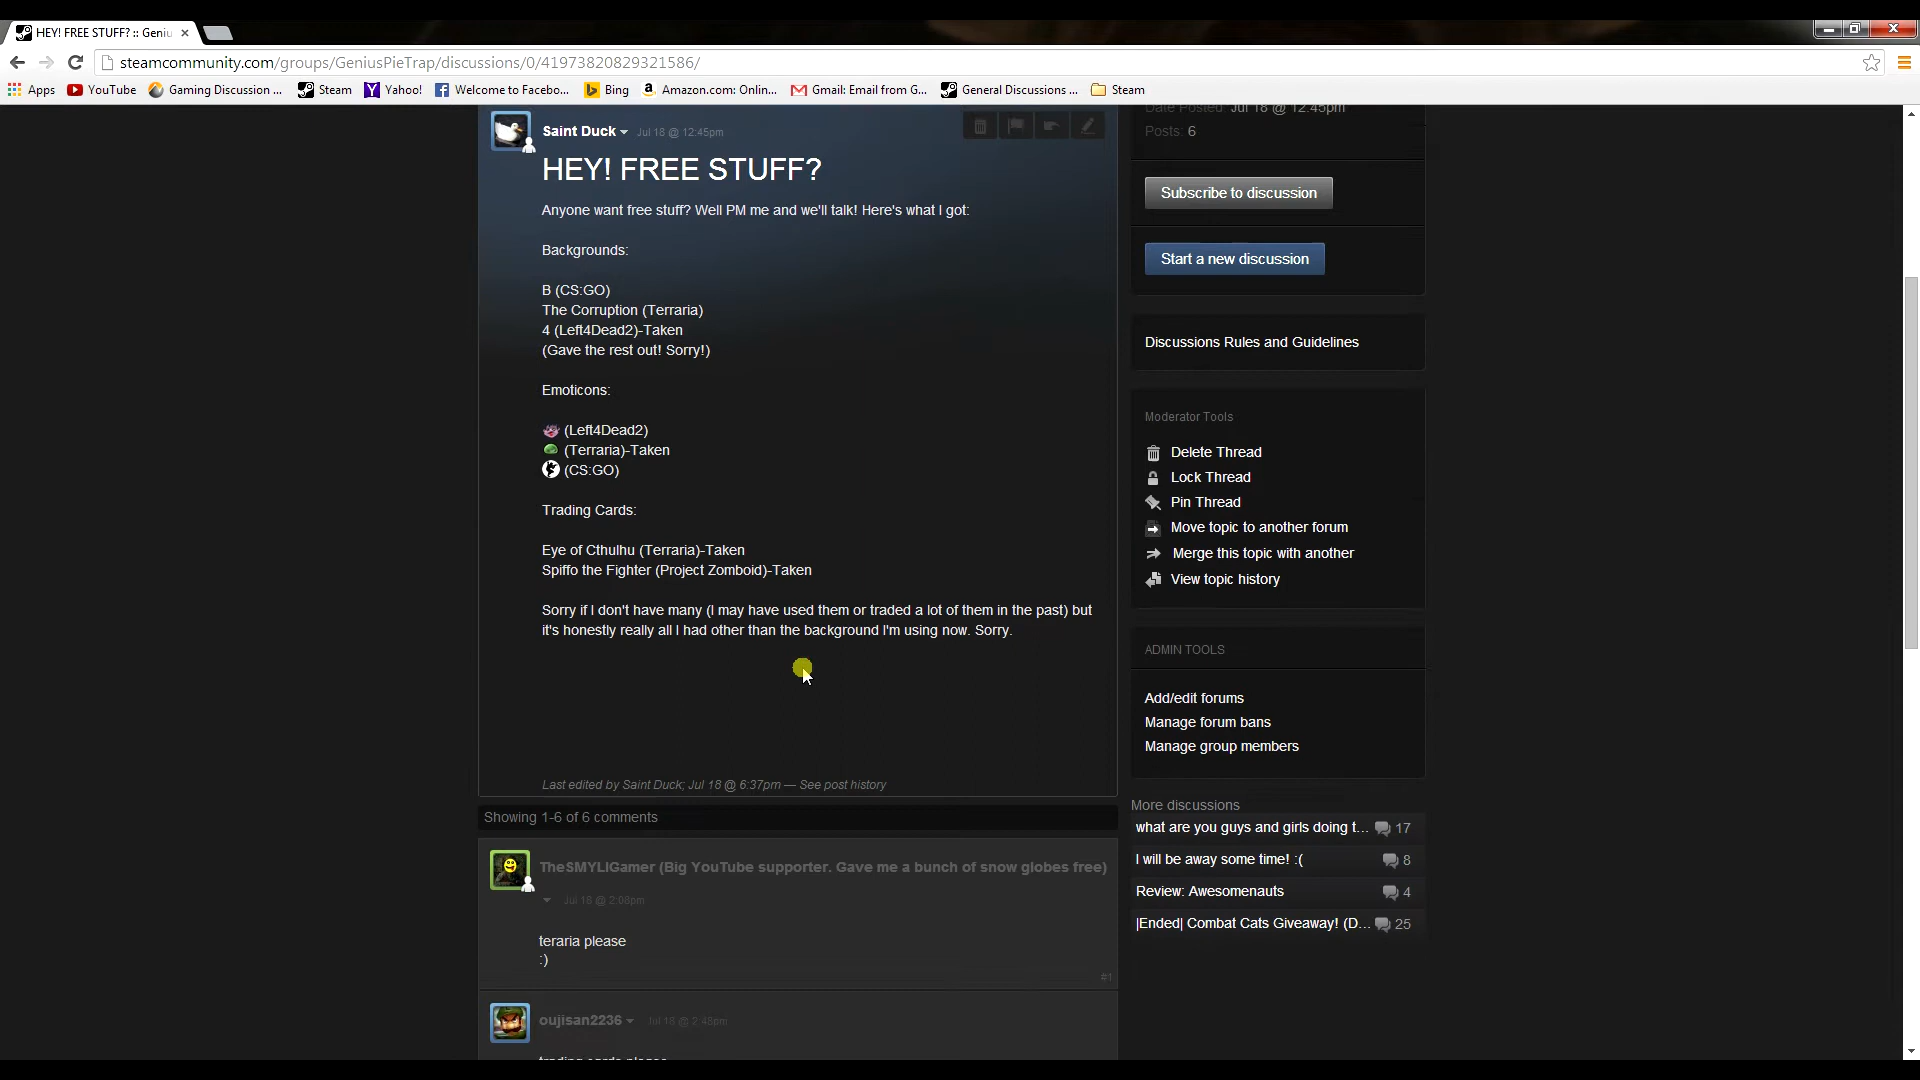 HEY! FREE STUFF? :: Geniu
steamcommunity.com/groups/GeniusPieTrap/discussions/0/41973820829321586/
Apps YouTube Gaming Discussion ... Steam Yahoo! Welcome to Facebo... Bing Amazon.com: Onlin... Gmail: Email from G... General Discussions ... Steam
Saint Duck Jul 18 @ 12:45pm
HEY! FREE STUFF?
Anyone want free stuff? Well PM me and we'll talk! Here's what I got:
Backgrounds:
B (CS:GO)
The Corruption (Terraria)
4 (Left4Dead2)-Taken
(Gave the rest out! Sorry!)
Emoticons:
(Left4Dead2)
(Terraria)-Taken
(CS:GO)
Trading Cards:
Eye of Cthulhu (Terraria)-Taken
Spiffo the Fighter (Project Zomboid)-Taken
Sorry if I don't have many (I may have used them or traded a lot of them in the past) but
it's honestly really all I had other than the background I'm using now. Sorry.
Last edited by Saint Duck; Jul 18 @ 6:37pm — See post history
Showing 1-6 of 6 comments
TheSMYLIGamer (Big YouTube supporter. Gave me a bunch of snow globes free)
Jul 18 @ 2:08pm
teraria please
:)
#1
oujisan2236 Jul 18 @ 2:48pm
trading cards please
Date Posted: Jul 18 @ 12:45pm
Posts: 6
Subscribe to discussion
Start a new discussion
Discussions Rules and Guidelines
Moderator Tools
Delete Thread
Lock Thread
Pin Thread
Move topic to another forum
Merge this topic with another
View topic history
ADMIN TOOLS
Add/edit forums
Manage forum bans
Manage group members
More discussions
what are you guys and girls doing t... 17
I will be away some time! :( 8
Review: Awesomenauts 4
|Ended| Combat Cats Giveaway! (D... 25